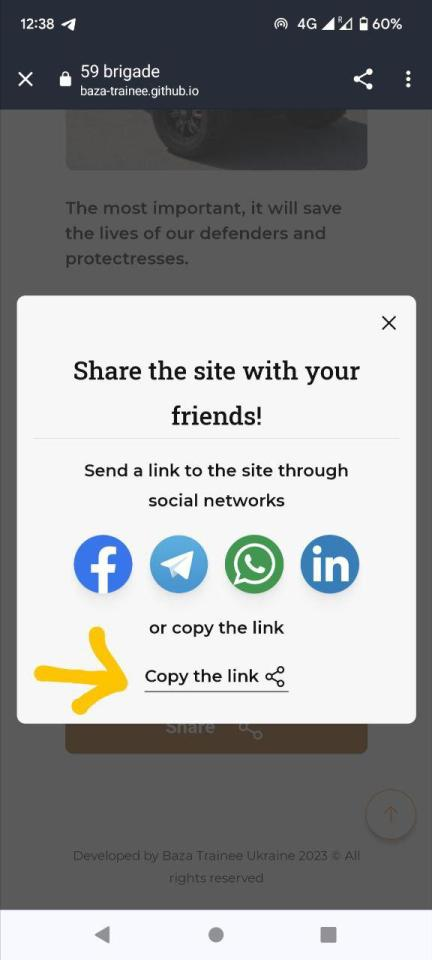 12:38
4G
60%
59 brigade
baza-trainee.github.io
The most important, it will save
the lives of our defenders and
protectresses.
Share the site with your
friends!
Send a link to the site through
social networks
f
in
or copy the link
Copy the link
Share
Developed by Baza Trainee Ukraine 2023 © All
rights reserved